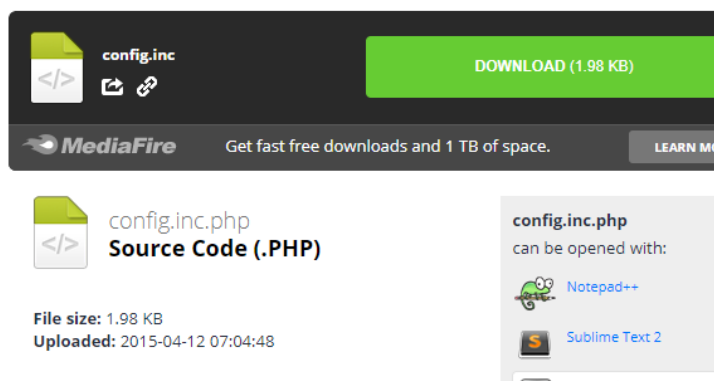 config.inc
DOWNLOAD (1.98 KB)
MediaFire
Get fast free downloads and 1 TB of space.
LEARN MO
config.inc.php
Source Code (.PHP)
File size: 1.98 KB
Uploaded: 2015-04-12 07:04:48
config.inc.php
can be opened with:
Notepad++
Sublime Text 2